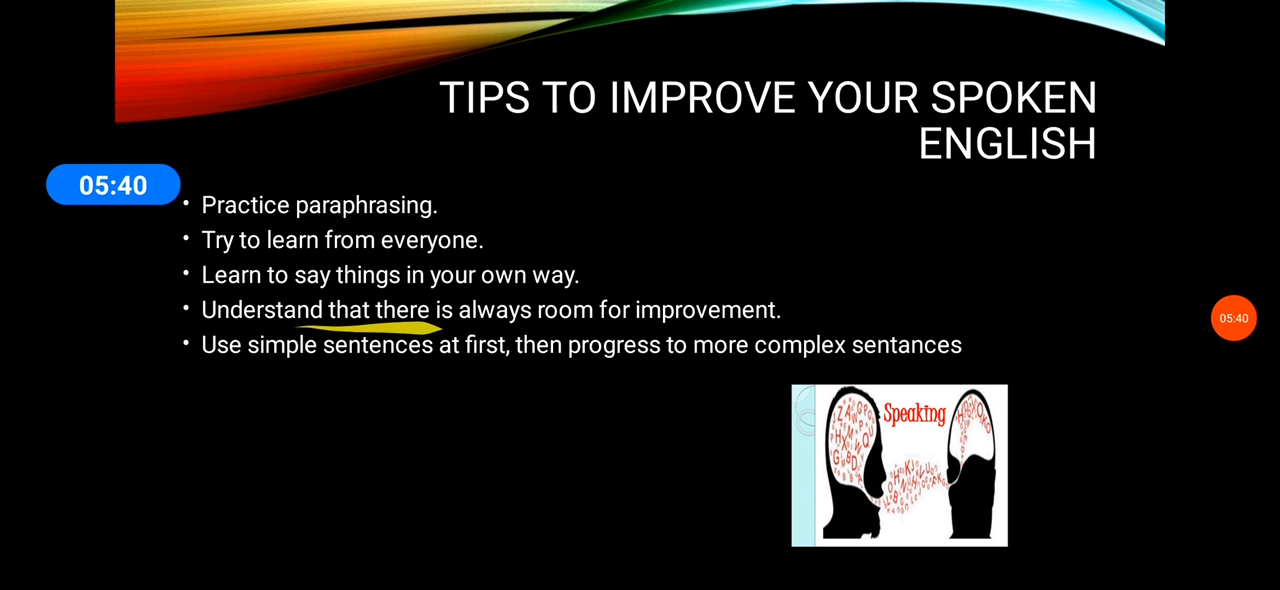 TIPS TO IMPROVE YOUR SPOKEN
ENGLISH
05:40
• Practice paraphrasing.
• Try to learn from everyone.
• Learn to say things in your own way.
• Understand that there is always room for improvement.
05:40
• Use simple sentences at first, then progress to more complex sentances
Speaking